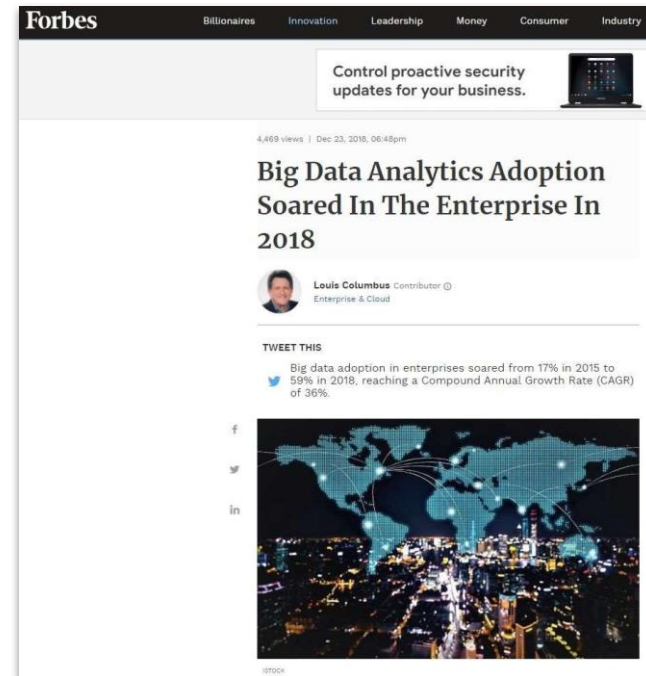 Forbes
Billionaires Innovation Leadership Money Consumer Industry
Control proactive security
updates for your business.
4,469 views | Dec 23, 2018, 06:48pm
Big Data Analytics Adoption
Soared In The Enterprise In
2018
Louis Columbus Contributor
Enterprise & Cloud
TWEET THIS
Big data adoption in enterprises soared from 17% in 2015 to
59% in 2018, reaching a Compound Annual Growth Rate (CAGR)
of 36%.
f
in
ISTOCK